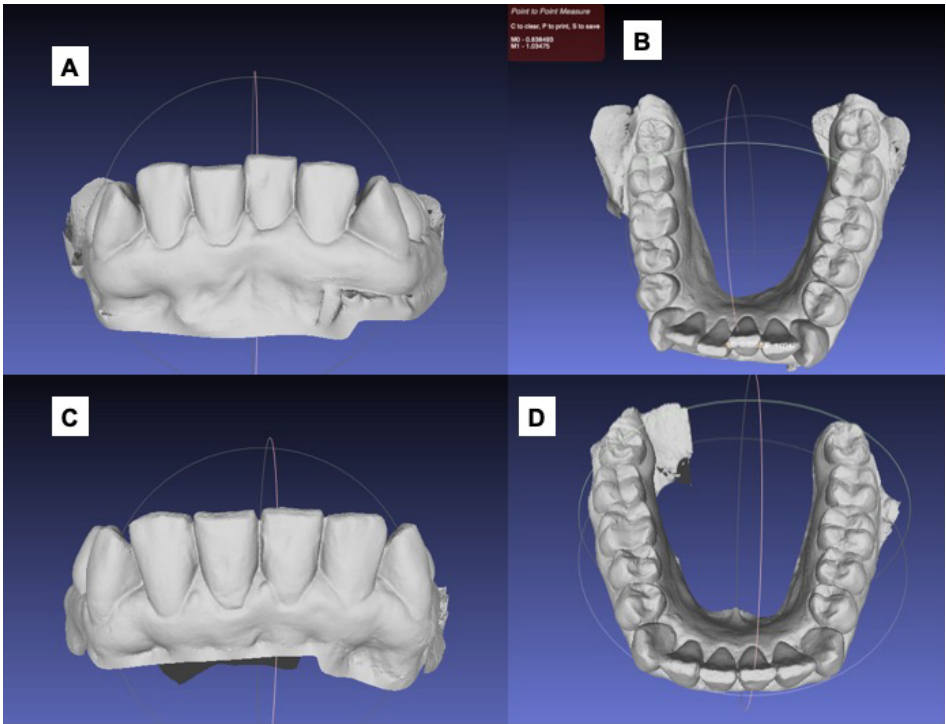 A
Point to Point Measure
C to clear, P to print, S to save
M0 - 0.838493
M1 - 1.03475
B
C
D